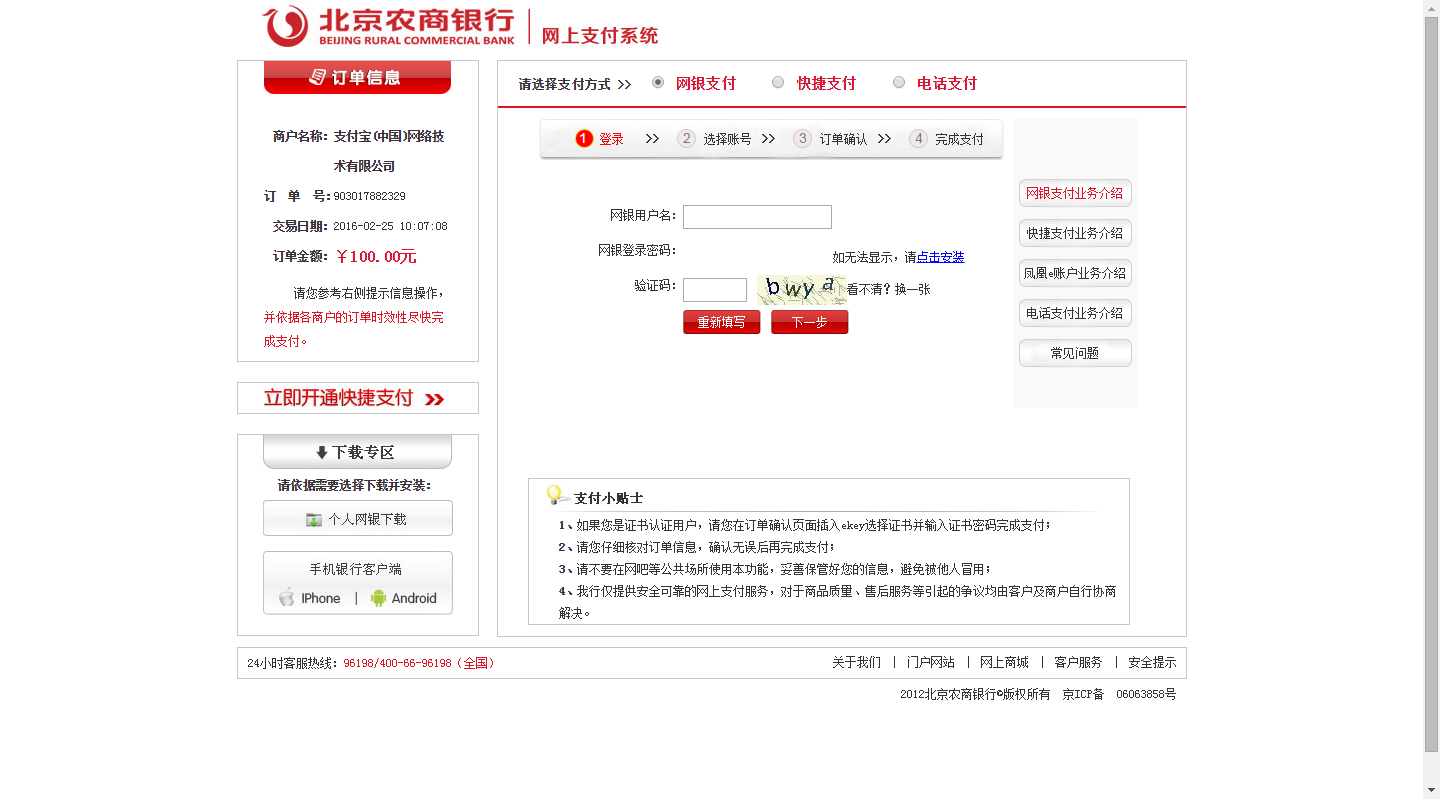 北京农商银行
BEIJING RURAL COMMERCIAL BANK
网上支付系统
订单信息
商户名称：支付宝(中国)网络技
术有限公司
订 单 号：903017882329
交易日期：2016-02-25 10:07:08
订单金额：￥100.00元
请您参考右侧提示信息操作，
并依据各商户的订单时效性尽快完
成支付。
立即开通快捷支付
下载专区
请依据需要选择下载并安装：
个人网银下载
手机银行客户端
IPhone | Android
请选择支付方式 >> 网银支付 快捷支付 电话支付
1 登录 >> 2 选择账号 >> 3 订单确认 >> 4 完成支付
网银用户名：
网银登录密码：
如无法显示，请点击安装
验证码：
bwya
看不清？换一张
重新填写 下一步
网银支付业务介绍
快捷支付业务介绍
凤凰e账户业务介绍
电话支付业务介绍
常见问题
支付小贴士
1、如果您是证书认证用户，请您在订单确认页面插入ekey选择证书并输入证书密码完成支付；
2、请您仔细核对订单信息，确认无误后再完成支付；
3、请不要在网吧等公共场所使用本功能，妥善保管好您的信息，避免被他人冒用；
4、我行仅提供安全可靠的网上支付服务，对于商品质量、售后服务等引起的争议均由客户及商户自行协商
解决。
24小时客服热线：96198/400-66-96198（全国）
关于我们 | 门户网站 | 网上商城 | 客户服务 | 安全提示
2012北京农商银行©版权所有 京ICP备 06063858号